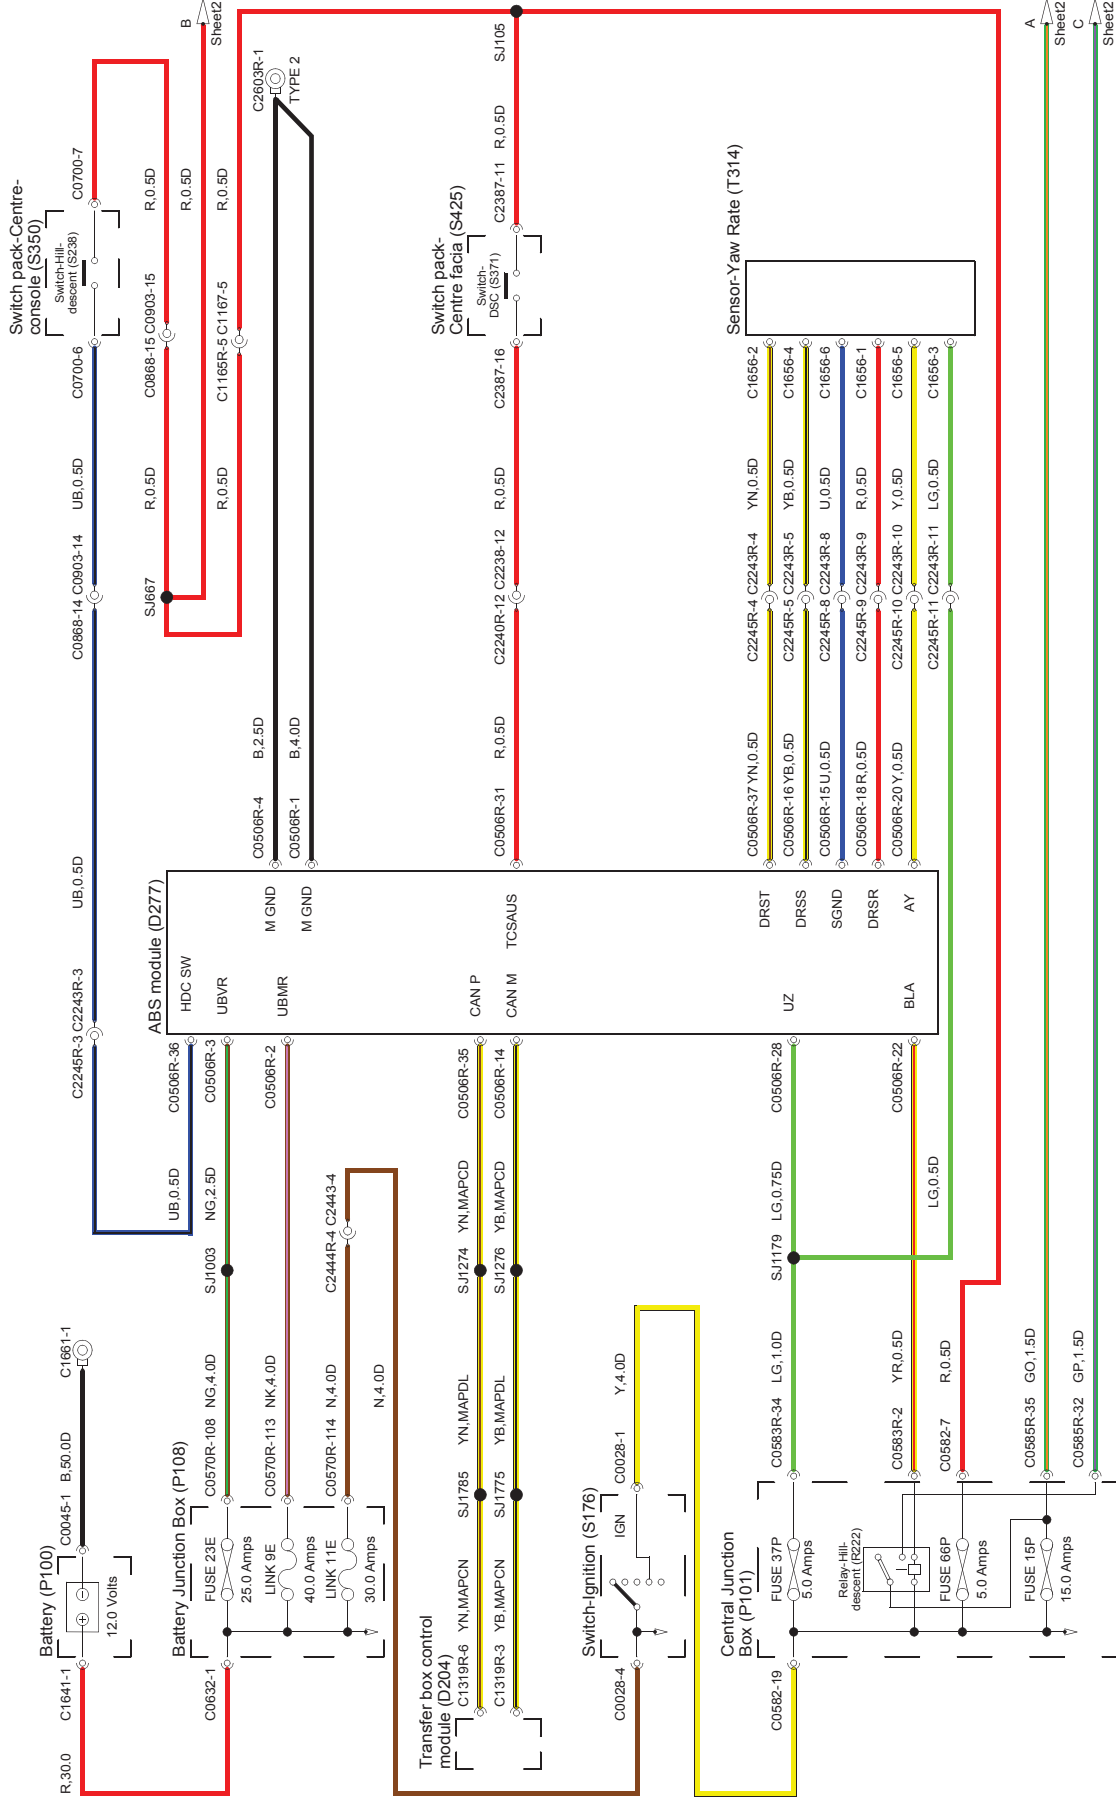 Battery (P100)
C1641-1
R,30.0
12.0 Volts
C0045-1
B,50.0D
C1661-1
Battery Junction Box (P108)
C0632-1
FUSE 23E
25.0 Amps
LINK 9E
40.0 Amps
LINK 11E
30.0 Amps
C0570R-108
NG,4.0D
SJ1003
NG,2.5D
C0506R-3
C0570R-113
NK,4.0D
C0506R-2
C0570R-114
N,4.0D
N,4.0D
C2444R-4
C2443-4
Transfer box control
module (D204)
C1319R-6
YN,MAPCN
SJ1785
YN,MAPDL
SJ1274
YN,MAPCD
C0506R-35
C1319R-3
YB,MAPCN
SJ1775
YB,MAPDL
SJ1276
YB,MAPCD
C0506R-14
Switch-Ignition (S176)
C0028-4
IGN
C0028-1
Y,4.0D
Central Junction
Box (P101)
C0582-19
FUSE 37P
5.0 Amps
Relay-Hill-
descent (R222)
FUSE 66P
5.0 Amps
FUSE 15P
15.0 Amps
C0583R-34
LG,1.0D
SJ1179
LG,0.75D
C0506R-28
C0583R-2
YR,0.5D
C0506R-22
LG,0.5D
C0582-7
R,0.5D
C0585R-35
GO,1.5D
C0585R-32
GP,1.5D
ABS module (D277)
HDC SW
UBVR
UBMR
CAN P
CAN M
UZ
BLA
M GND
M GND
TCSAUS
DRST
DRSS
SGND
DRSR
AY
C0506R-36
UB,0.5D
C2245R-3
C2243R-3
UB,0.5D
C0868-14
C0903-14
UB,0.5D
C0700-6
Switch pack-Centre-
console (S350)
Switch-Hill-
descent (S238)
C0700-7
SJ667
R,0.5D
C0868-15
C0903-15
R,0.5D
R,0.5D
R,0.5D
C1165R-5
C1167-5
R,0.5D
B
Sheet2
C0506R-4
B,2.5D
C0506R-1
B,4.0D
C2603R-1
TYPE 2
C0506R-31
R,0.5D
C2240R-12
C2238-12
R,0.5D
C2387-16
Switch pack-
Centre facia (S425)
Switch-
DSC (S371)
C2387-11
R,0.5D
SJ105
Sensor-Yaw Rate (T314)
C0506R-37
YN,0.5D
C2245R-4
C2243R-4
YN,0.5D
C1656-2
C0506R-16
YB,0.5D
C2245R-5
C2243R-5
YB,0.5D
C1656-4
C0506R-15
U,0.5D
C2245R-8
C2243R-8
U,0.5D
C1656-6
C0506R-18
R,0.5D
C2245R-9
C2243R-9
R,0.5D
C1656-1
C0506R-20
Y,0.5D
C2245R-10
C2243R-10
Y,0.5D
C1656-5
C2245R-11
C2243R-11
LG,0.5D
C1656-3
A
Sheet2
C
Sheet2